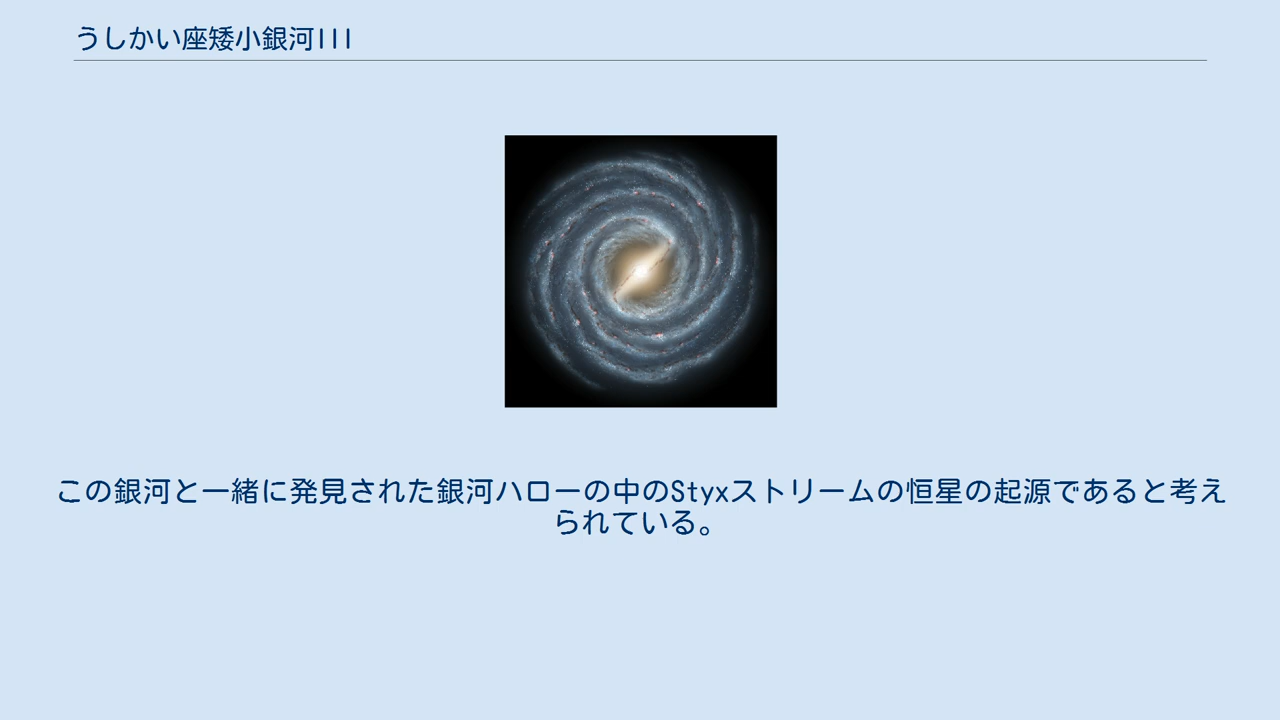 うしかい座矮小銀河III
この銀河と一緒に発見された銀河ハローの中のStyxストリームの恒星の起源であると考え
られている。